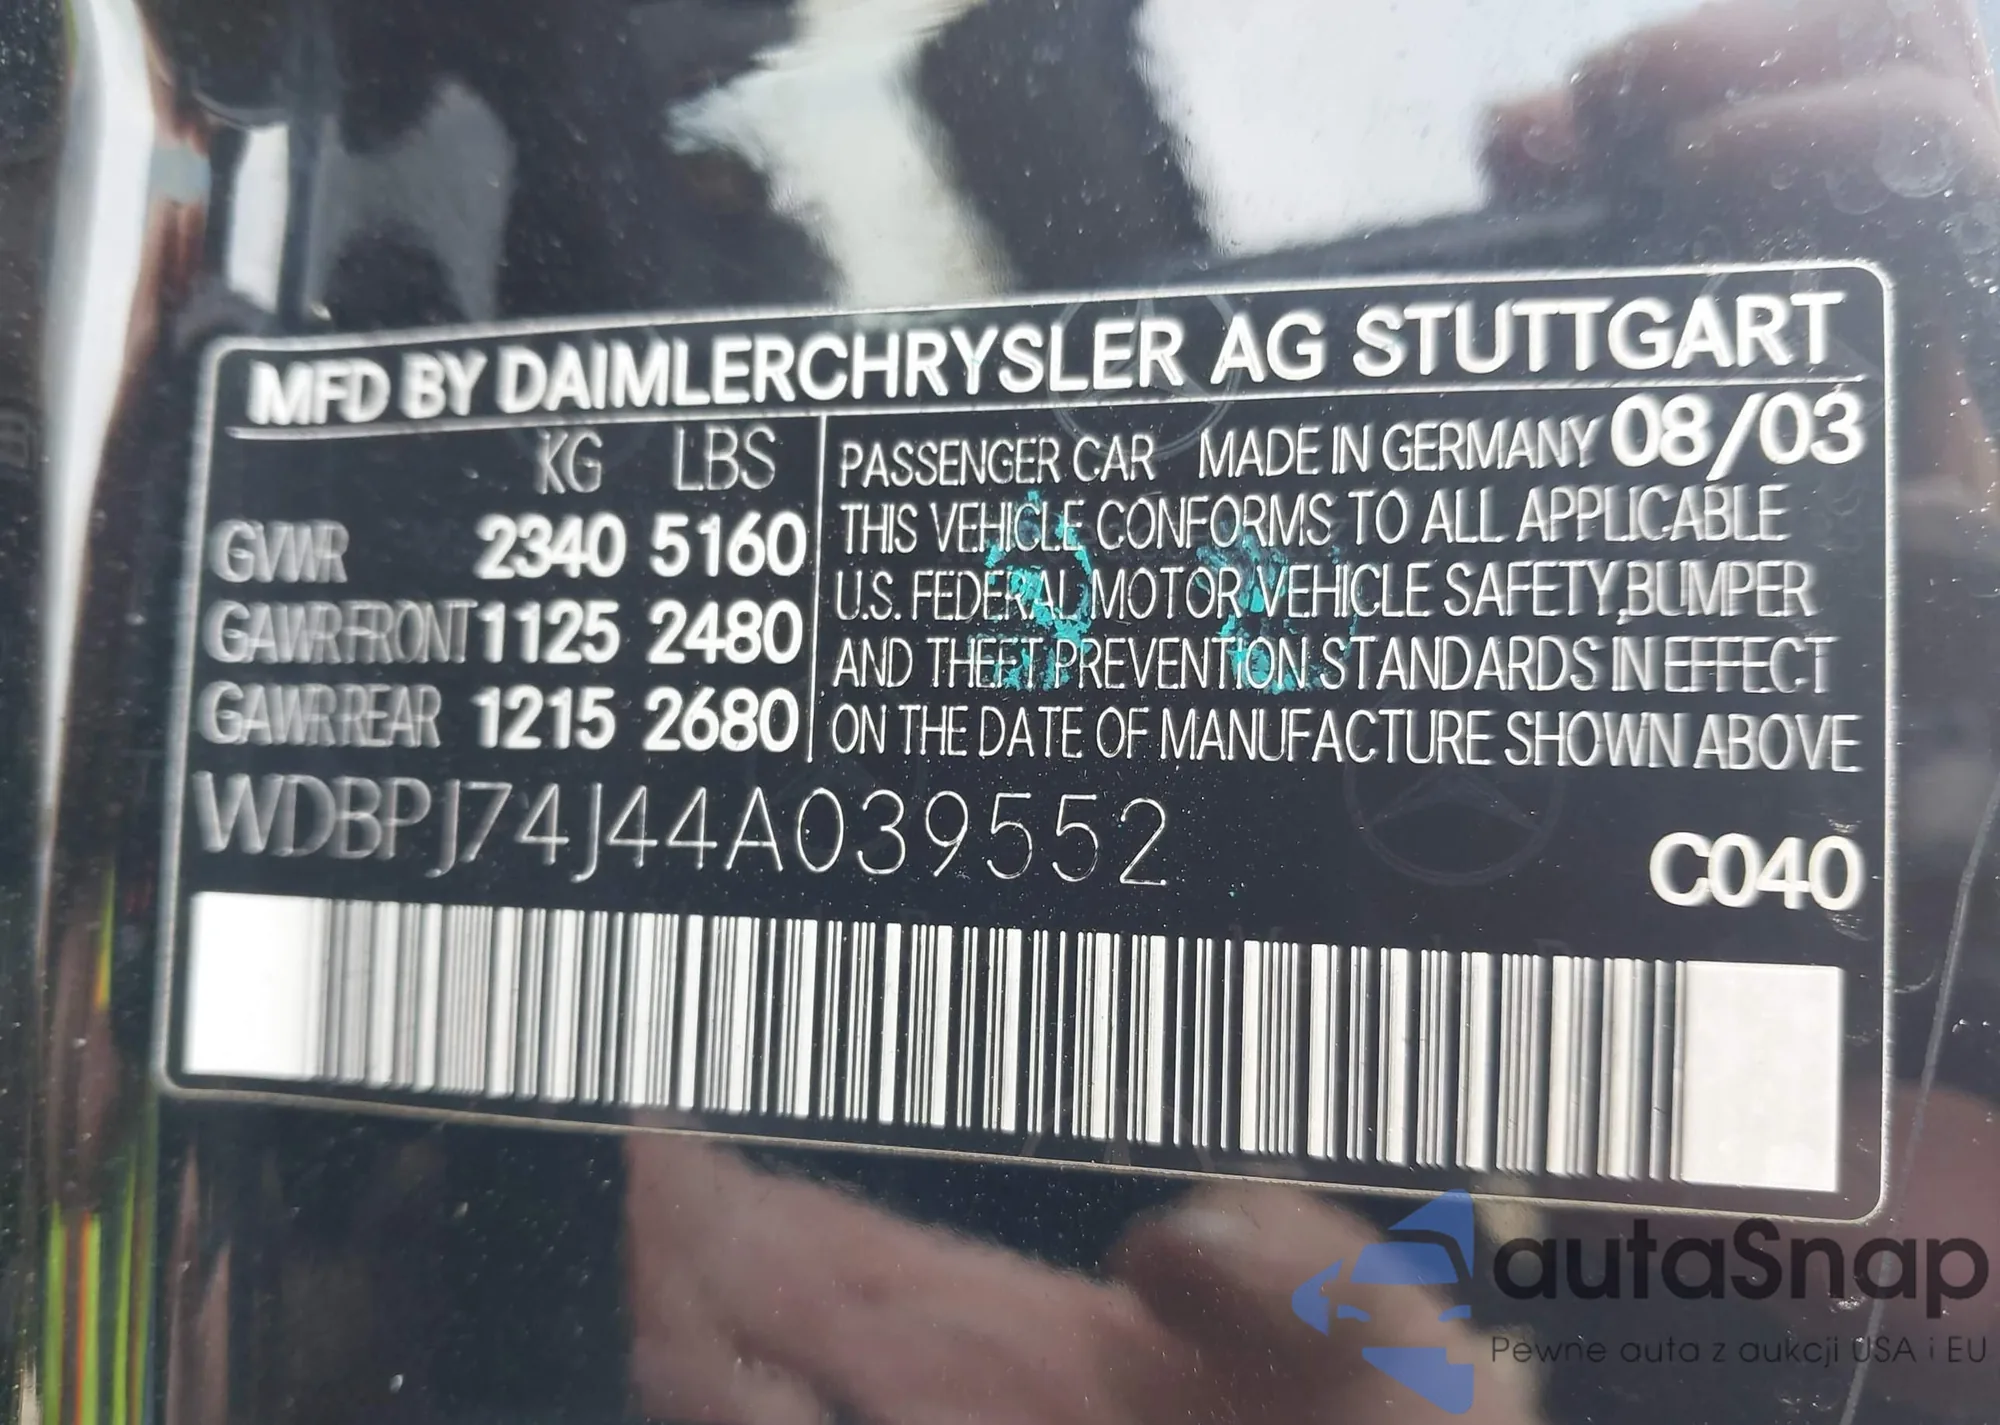 MFD BY DAIMLERCHRYSLER AG STUTTGART
KG LBS
GVWR 2340 5160
GAWR FRONT 1125 2480
GAWR REAR 1215 2680
PASSENGER CAR MADE IN GERMANY 08/03
THIS VEHICLE CONFORMS TO ALL APPLICABLE
U.S. FEDERAL MOTOR VEHICLE SAFETY, BUMPER
AND THEFT PREVENTION STANDARDS IN EFFECT
ON THE DATE OF MANUFACTURE SHOWN ABOVE
WDBPJ74J44A039552
C040
autaSnap
Pewne auta z aukcji USA i EU